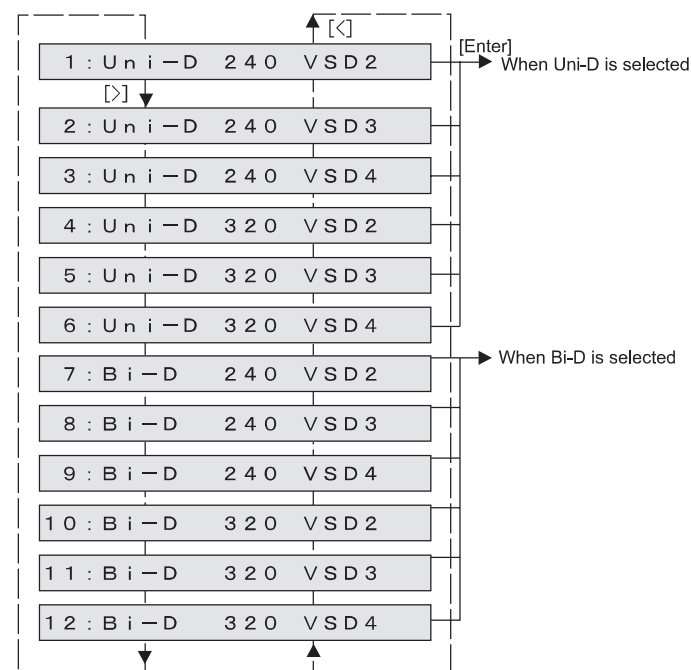 [<]
1:Uni-D 240 VSD2
[Enter]
When Uni-D is selected
[>]
2:Uni-D 240 VSD3
3:Uni-D 240 VSD4
4:Uni-D 320 VSD2
5:Uni-D 320 VSD3
6:Uni-D 320 VSD4
7:Bi-D 240 VSD2
When Bi-D is selected
8:Bi-D 240 VSD3
9:Bi-D 240 VSD4
10:Bi-D 320 VSD2
11:Bi-D 320 VSD3
12:Bi-D 320 VSD4